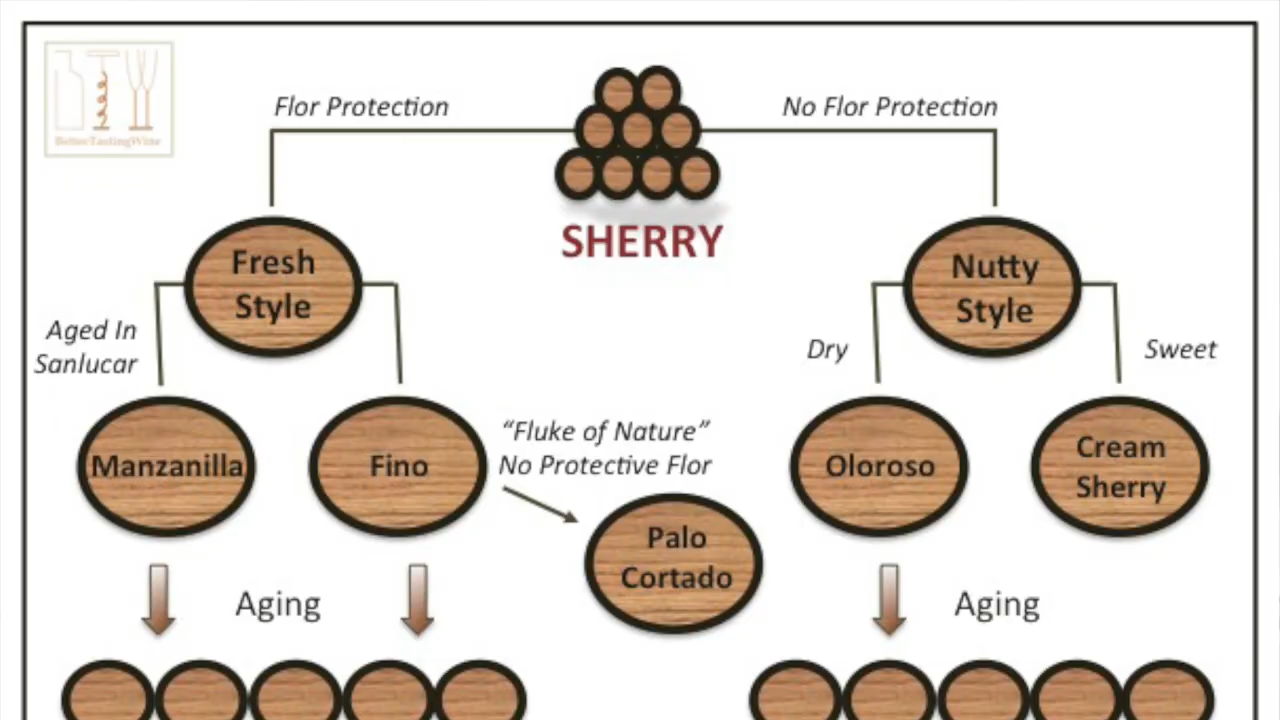 BetterTastingWine
Flor Protection
No Flor Protection
SHERRY
Fresh
Style
Nutty
Style
Aged In
Sanlucar
Dry
Sweet
Manzanilla
Fino
“Fluke of Nature”
No Protective Flor
Oloroso
Cream
Sherry
Palo
Cortado
Aging
Aging